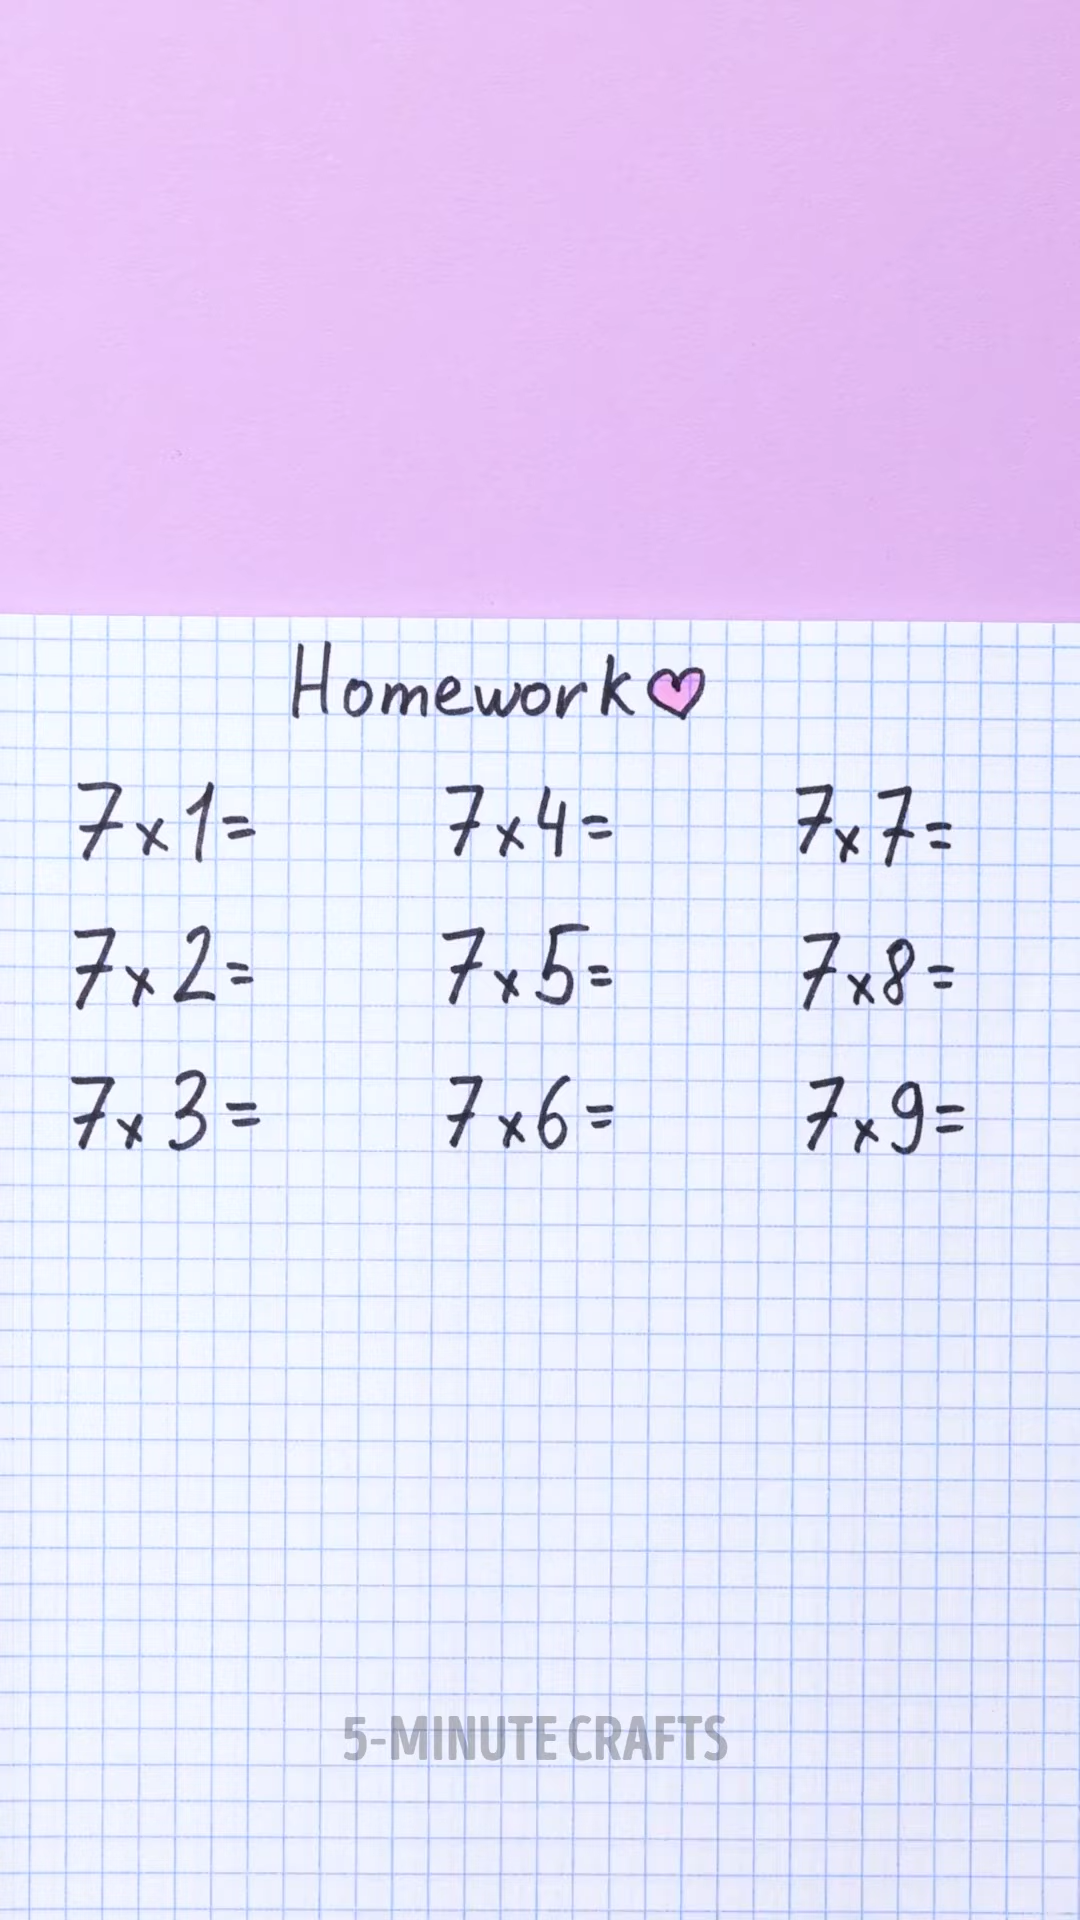 Homework
7x1= 7x4= 7x7=
7x2= 7x5= 7x8=
7x3= 7x6= 7x9=
5-MINUTE CRAFTS